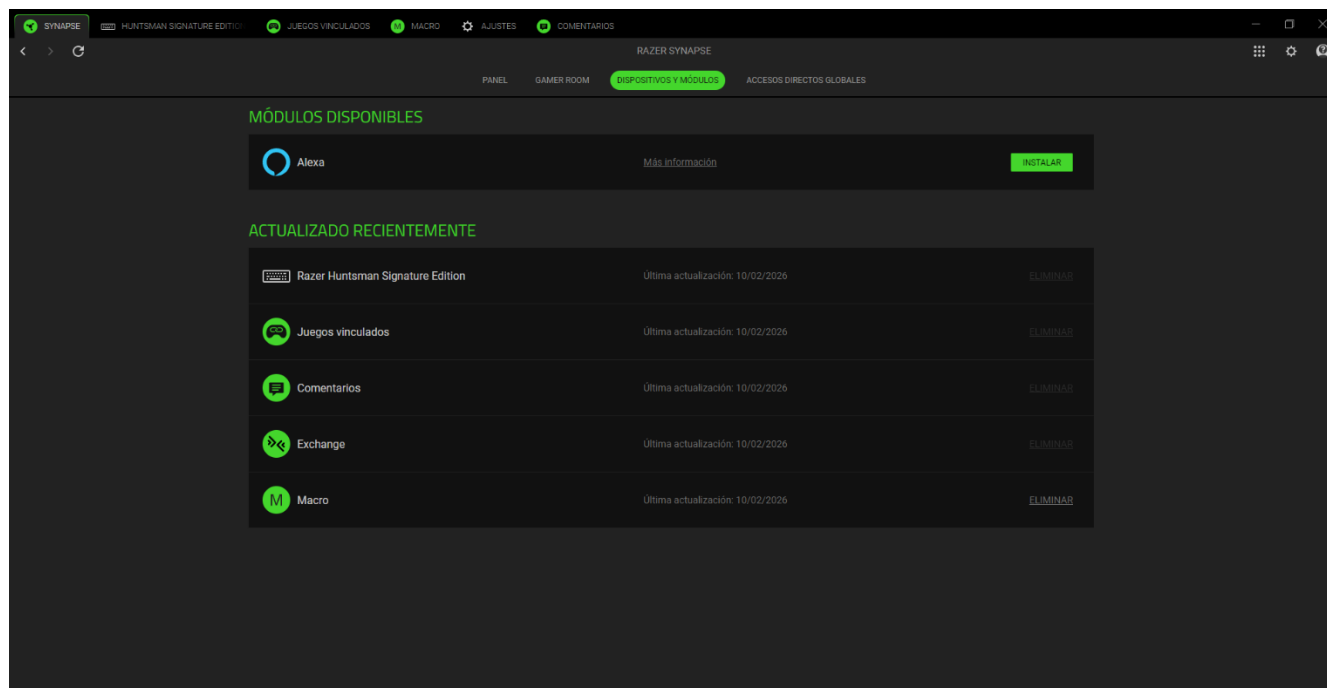 SYNAPSE HUNTSMAN SIGNATURE EDITIO JUEGOS VINCULADOS M MACRO AJUSTES COMENTARIOS
RAZER SYNAPSE
PANEL GAMER ROOM DISPOSITIVOS Y MÓDULOS ACCESOS DIRECTOS GLOBALES
MÓDULOS DISPONIBLES
Alexa Más información INSTALAR
ACTUALIZADO RECIENTEMENTE
Razer Huntsman Signature Edition Última actualización: 10/02/2026 ELIMINAR
Juegos vinculados Última actualización: 10/02/2026 ELIMINAR
Comentarios Última actualización: 10/02/2026 ELIMINAR
Exchange Última actualización: 10/02/2026 ELIMINAR
M Macro Última actualización: 10/02/2026 ELIMINAR